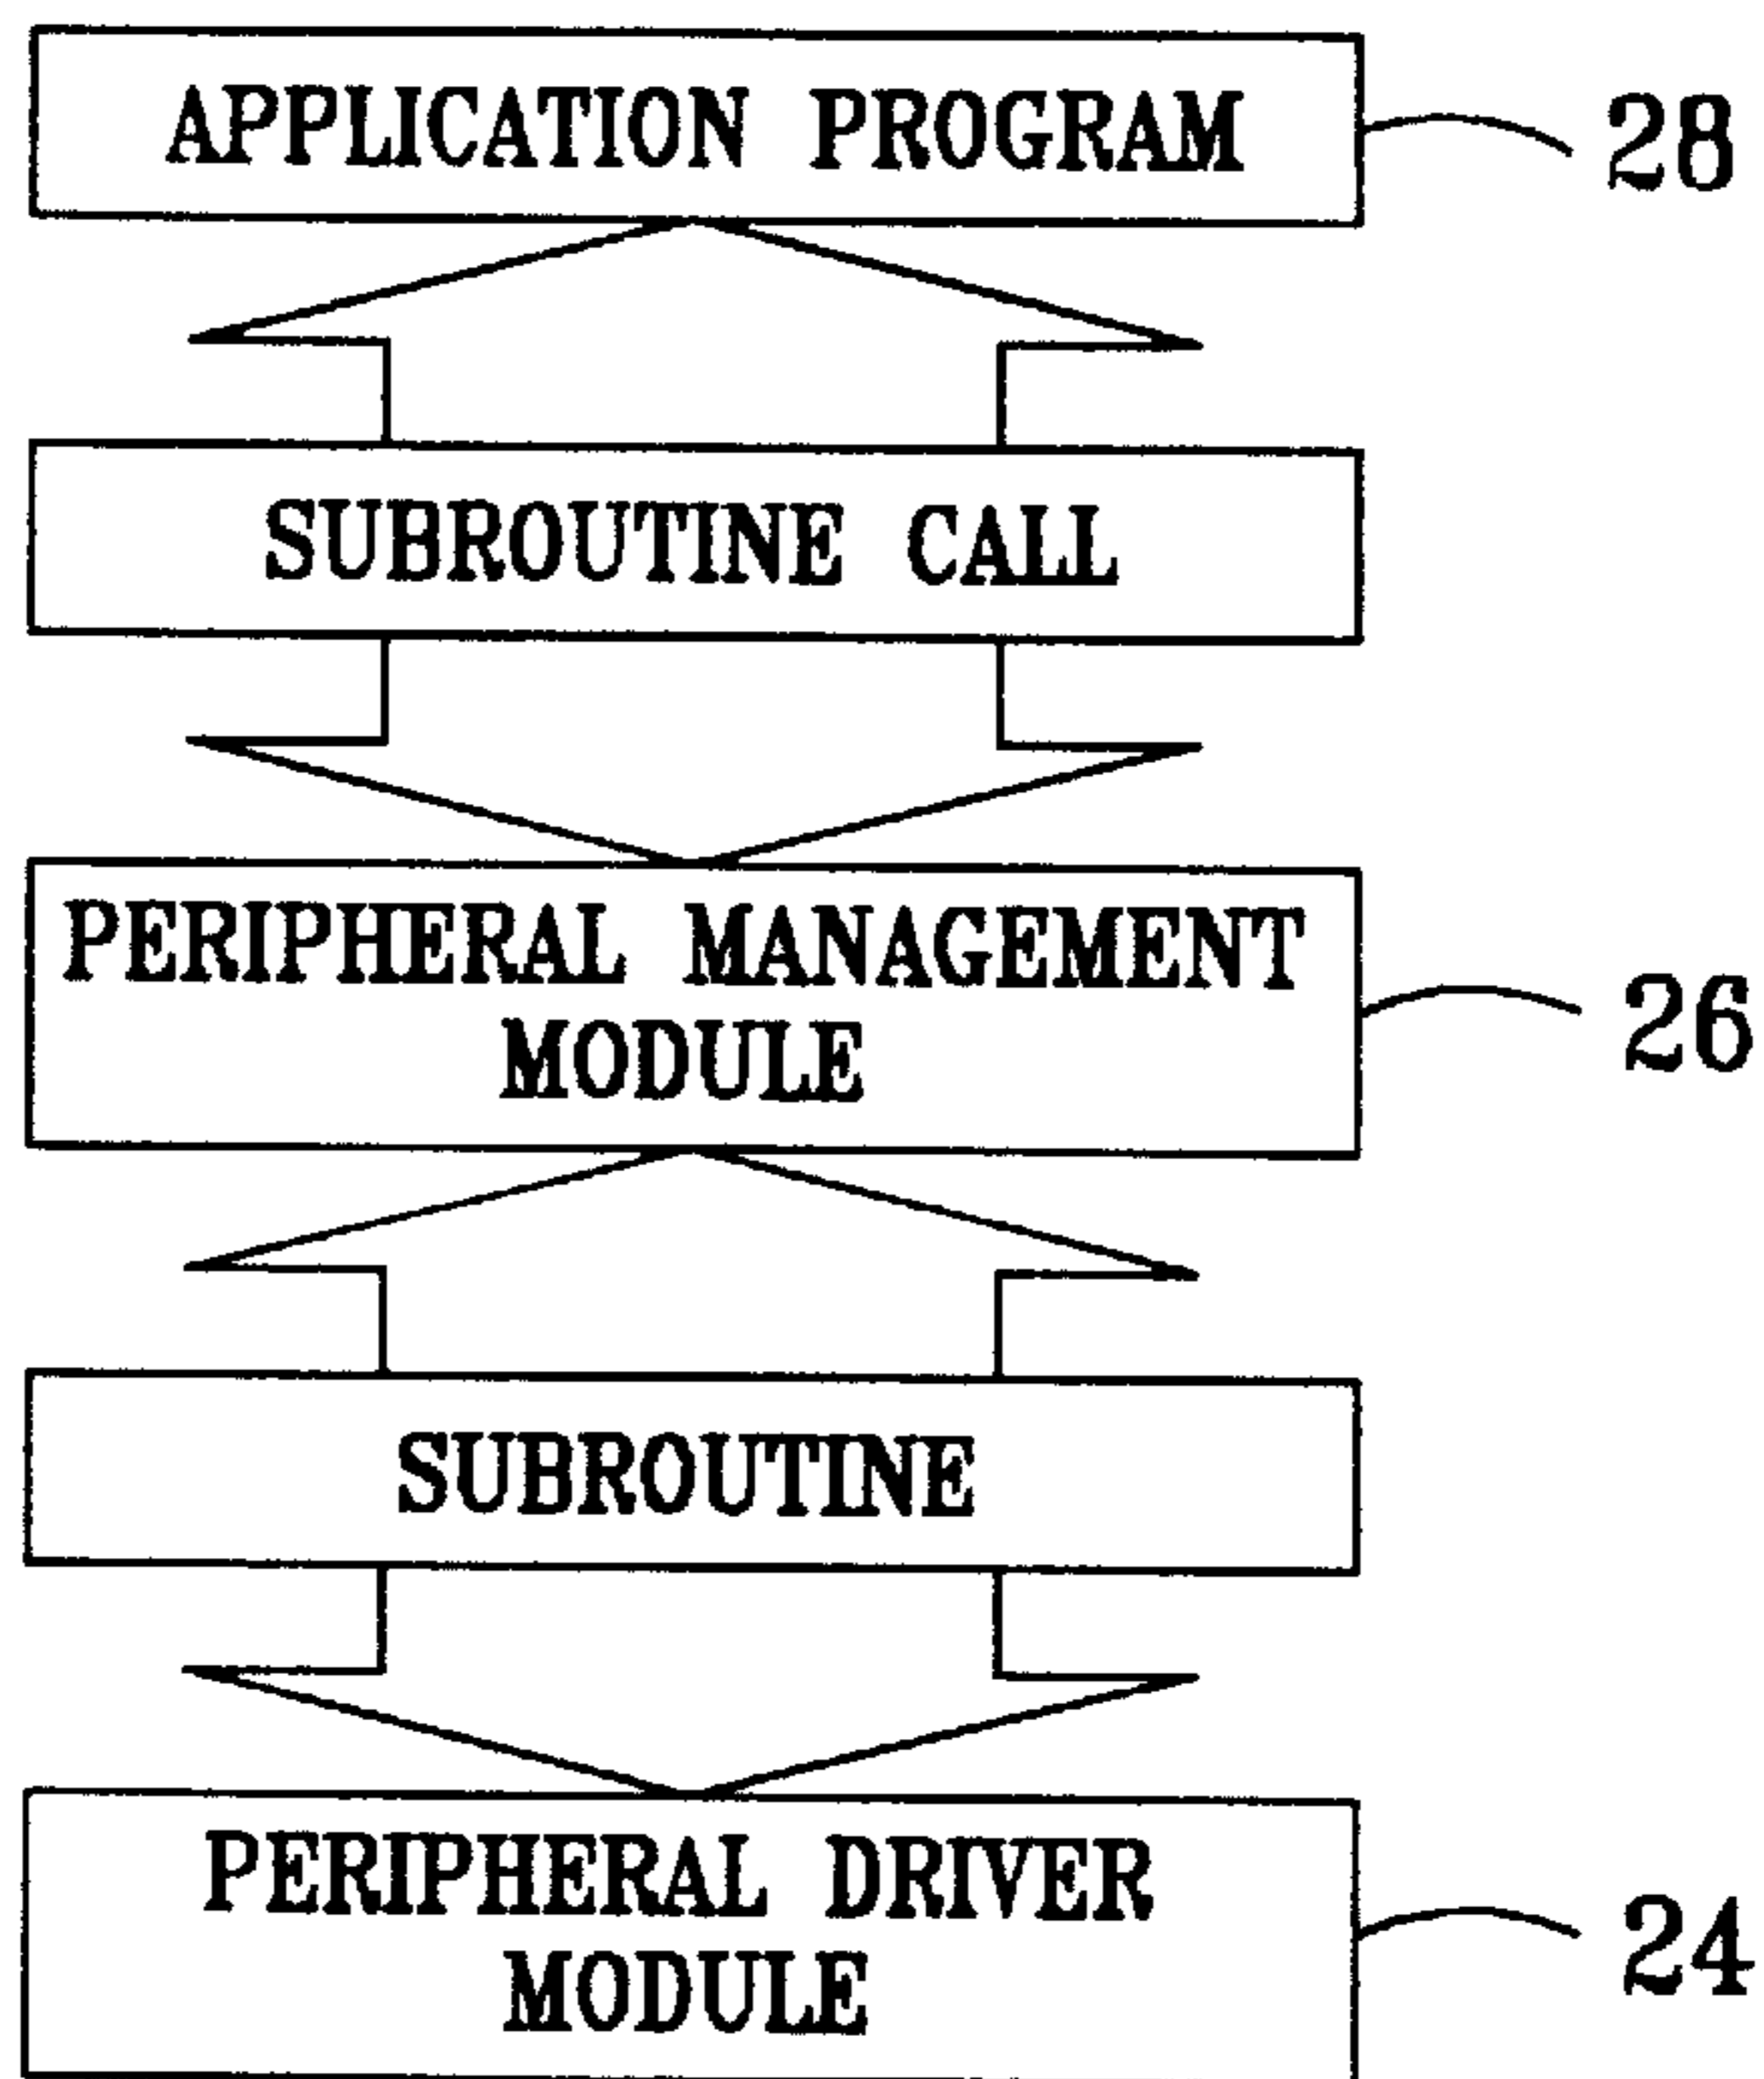 APPLICATION PROGRAM
28
SUBROUTINE CALL
PERIPHERAL MANAGEMENT
MODULE
26
SUBROUTINE
PERIPHERAL DRIVER
MODULE
24